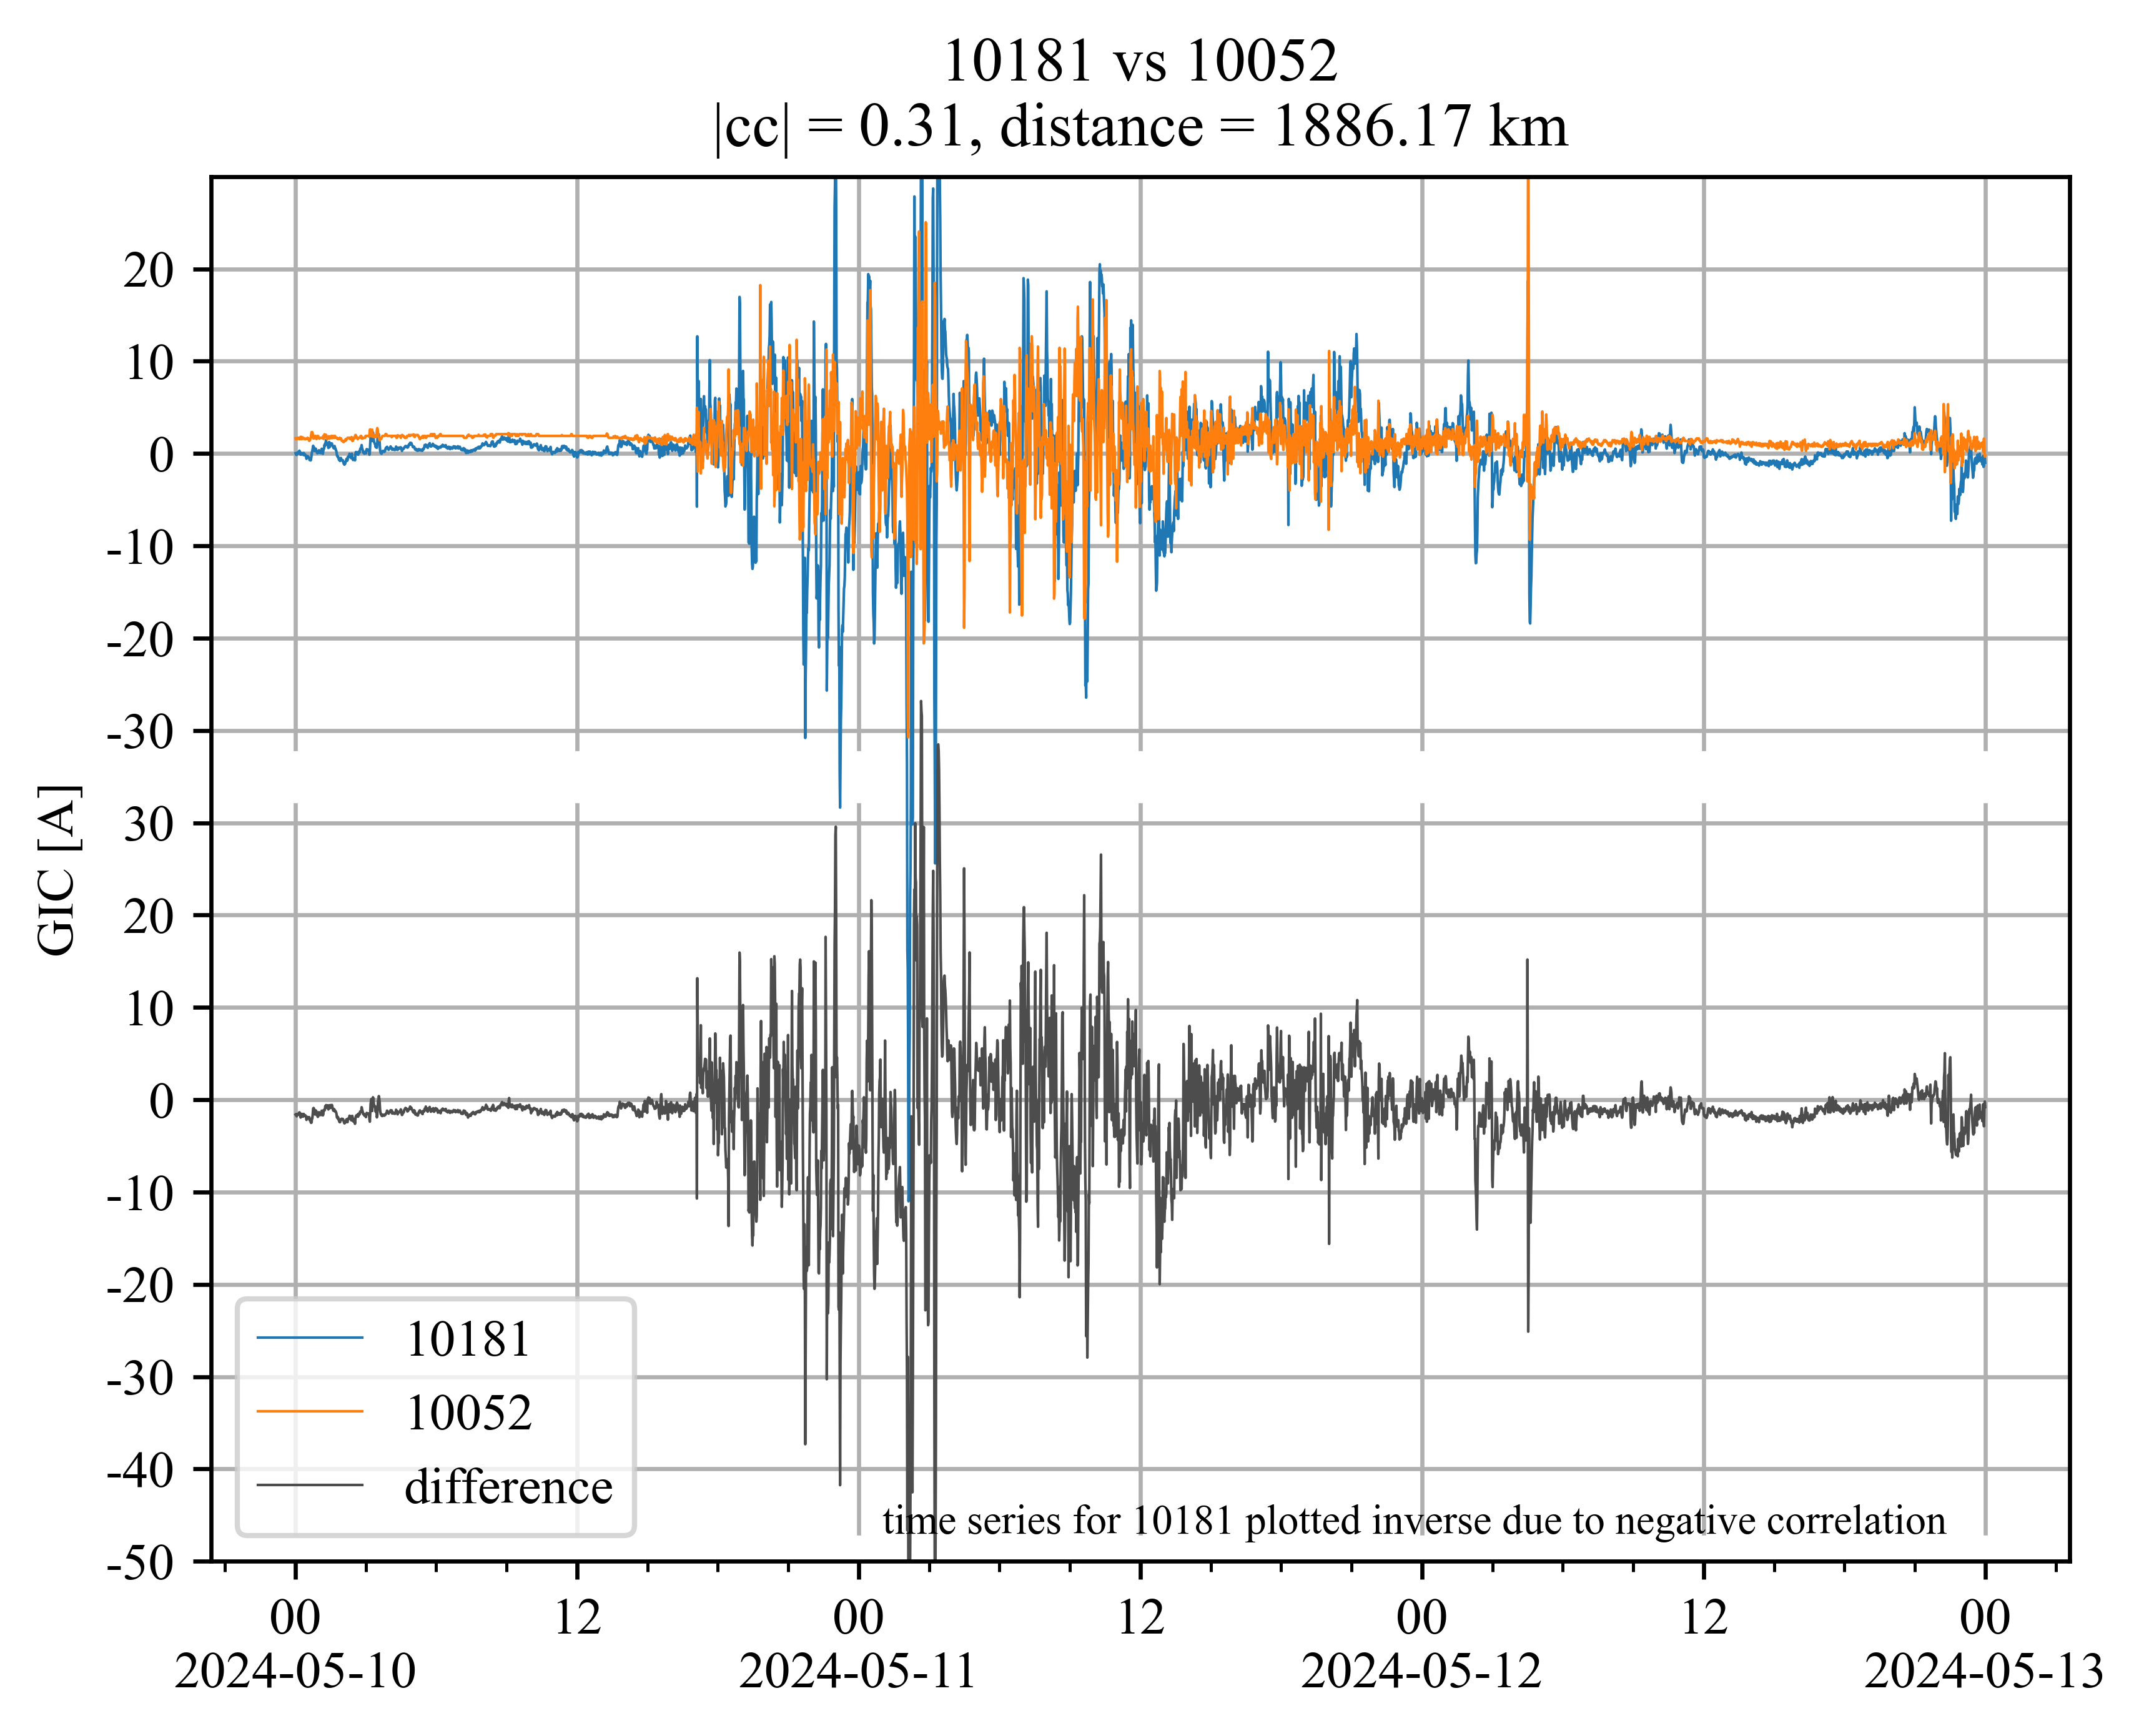 10181 vs 10052
|cc| = 0.31, distance = 1886.17 km
GIC [A]
20
10
0
-10
-20
-30
30
20
10
0
-10
-20
-30
-40
-50
10181
10052
difference
time series for 10181 plotted inverse due to negative correlation
00 12 00 12 00 12 00
2024-05-10 2024-05-11 2024-05-12 2024-05-13